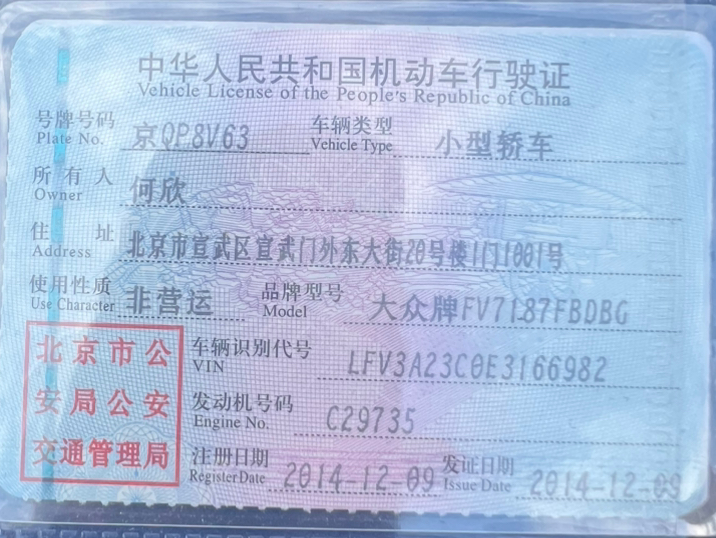 中华人民共和国机动车行驶证
Vehicle License of the People's Republic of China
号牌号码 京QP8V63 车辆类型 小型轿车
Plate No. Vehicle Type
所有人 何欣
Owner
住址 北京市宣武区宣武门外东大街20号楼1门1001号
Address
使用性质 非营运 品牌型号 大众牌FV7187FBDBG
Use Character Model
北京市公
安局公安
交通管理局
车辆识别代号 LFV3A23C0E3166982
VIN
发动机号码 C29735
Engine No.
注册日期 2014-12-09 发证日期 2014-12-09
Register Date Issue Date